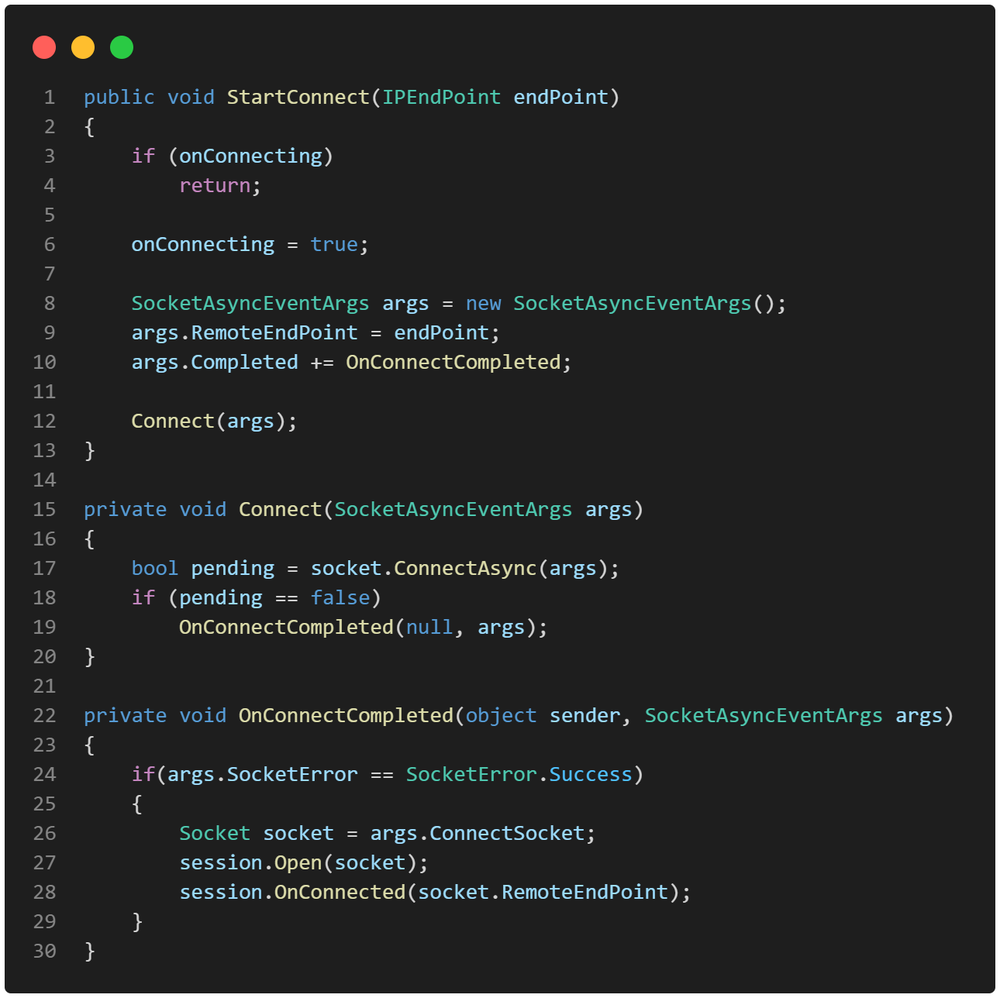 1 public void StartConnect(IPEndPoint endPoint)
2 {
3     if (onConnecting)
4         return;
5
6     onConnecting = true;
7
8     SocketAsyncEventArgs args = new SocketAsyncEventArgs();
9     args.RemoteEndPoint = endPoint;
10     args.Completed += OnConnectCompleted;
11
12     Connect(args);
13 }
14
15 private void Connect(SocketAsyncEventArgs args)
16 {
17     bool pending = socket.ConnectAsync(args);
18     if (pending == false)
19         OnConnectCompleted(null, args);
20 }
21
22 private void OnConnectCompleted(object sender, SocketAsyncEventArgs args)
23 {
24     if(args.SocketError == SocketError.Success)
25     {
26         Socket socket = args.ConnectSocket;
27         session.Open(socket);
28         session.OnConnected(socket.RemoteEndPoint);
29     }
30 }